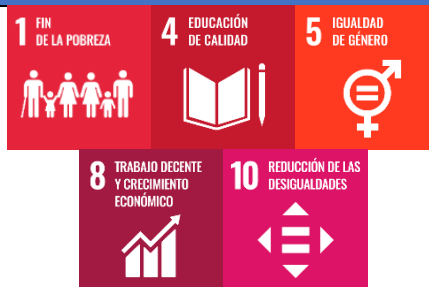 1 FIN
DE LA POBREZA
4 EDUCACIÓN
DE CALIDAD
5 IGUALDAD
DE GÉNERO
8 TRABAJO DECENTE
Y CRECIMIENTO
ECONÓMICO
10 REDUCCIÓN DE LAS
DESIGUALDADES